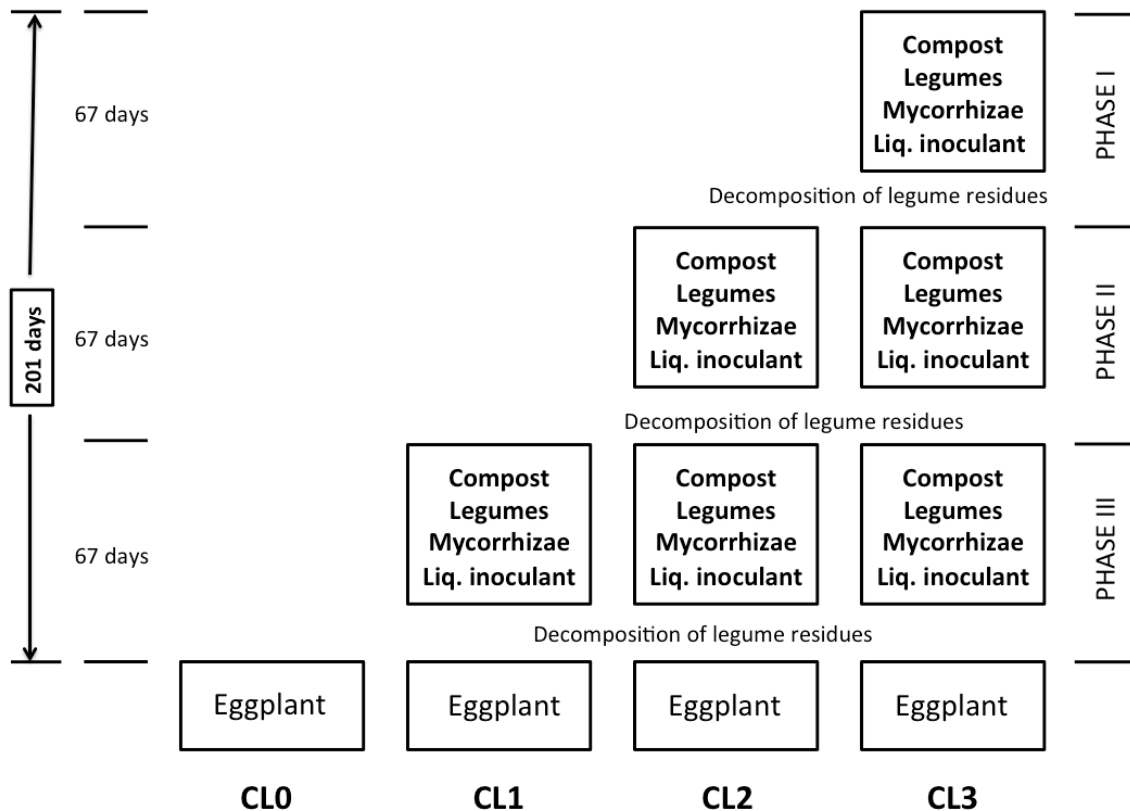 67 days
Compost
Legumes
Mycorrhizae
Liq. inoculant
PHASE I
Decomposition of legume residues
201 days
67 days
Compost
Legumes
Mycorrhizae
Liq. inoculant
Compost
Legumes
Mycorrhizae
Liq. inoculant
PHASE II
Decomposition of legume residues
67 days
Compost
Legumes
Mycorrhizae
Liq. inoculant
Compost
Legumes
Mycorrhizae
Liq. inoculant
Compost
Legumes
Mycorrhizae
Liq. inoculant
PHASE III
Decomposition of legume residues
Eggplant
Eggplant
Eggplant
Eggplant
CL0
CL1
CL2
CL3